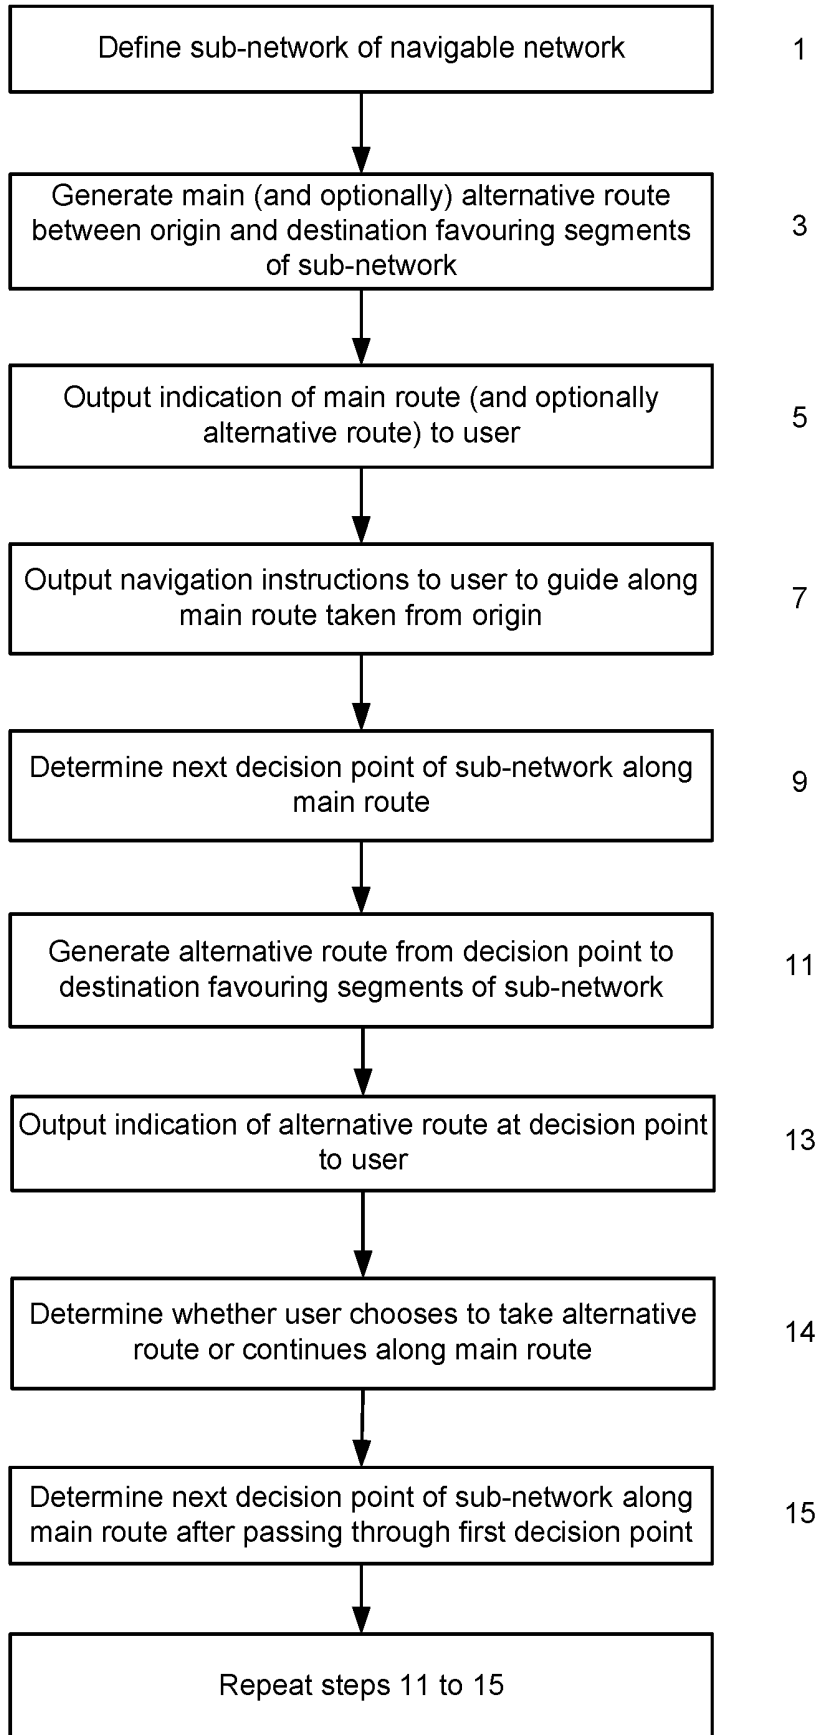 Define sub-network of navigable network
1
Generate main (and optionally) alternative route
between origin and destination favouring segments
of sub-network
3
Output indication of main route (and optionally
alternative route) to user
5
Output navigation instructions to user to guide along
main route taken from origin
7
Determine next decision point of sub-network along
main route
9
Generate alternative route from decision point to
destination favouring segments of sub-network
11
Output indication of alternative route at decision point
to user
13
Determine whether user chooses to take alternative
route or continues along main route
14
Determine next decision point of sub-network along
main route after passing through first decision point
15
Repeat steps 11 to 15